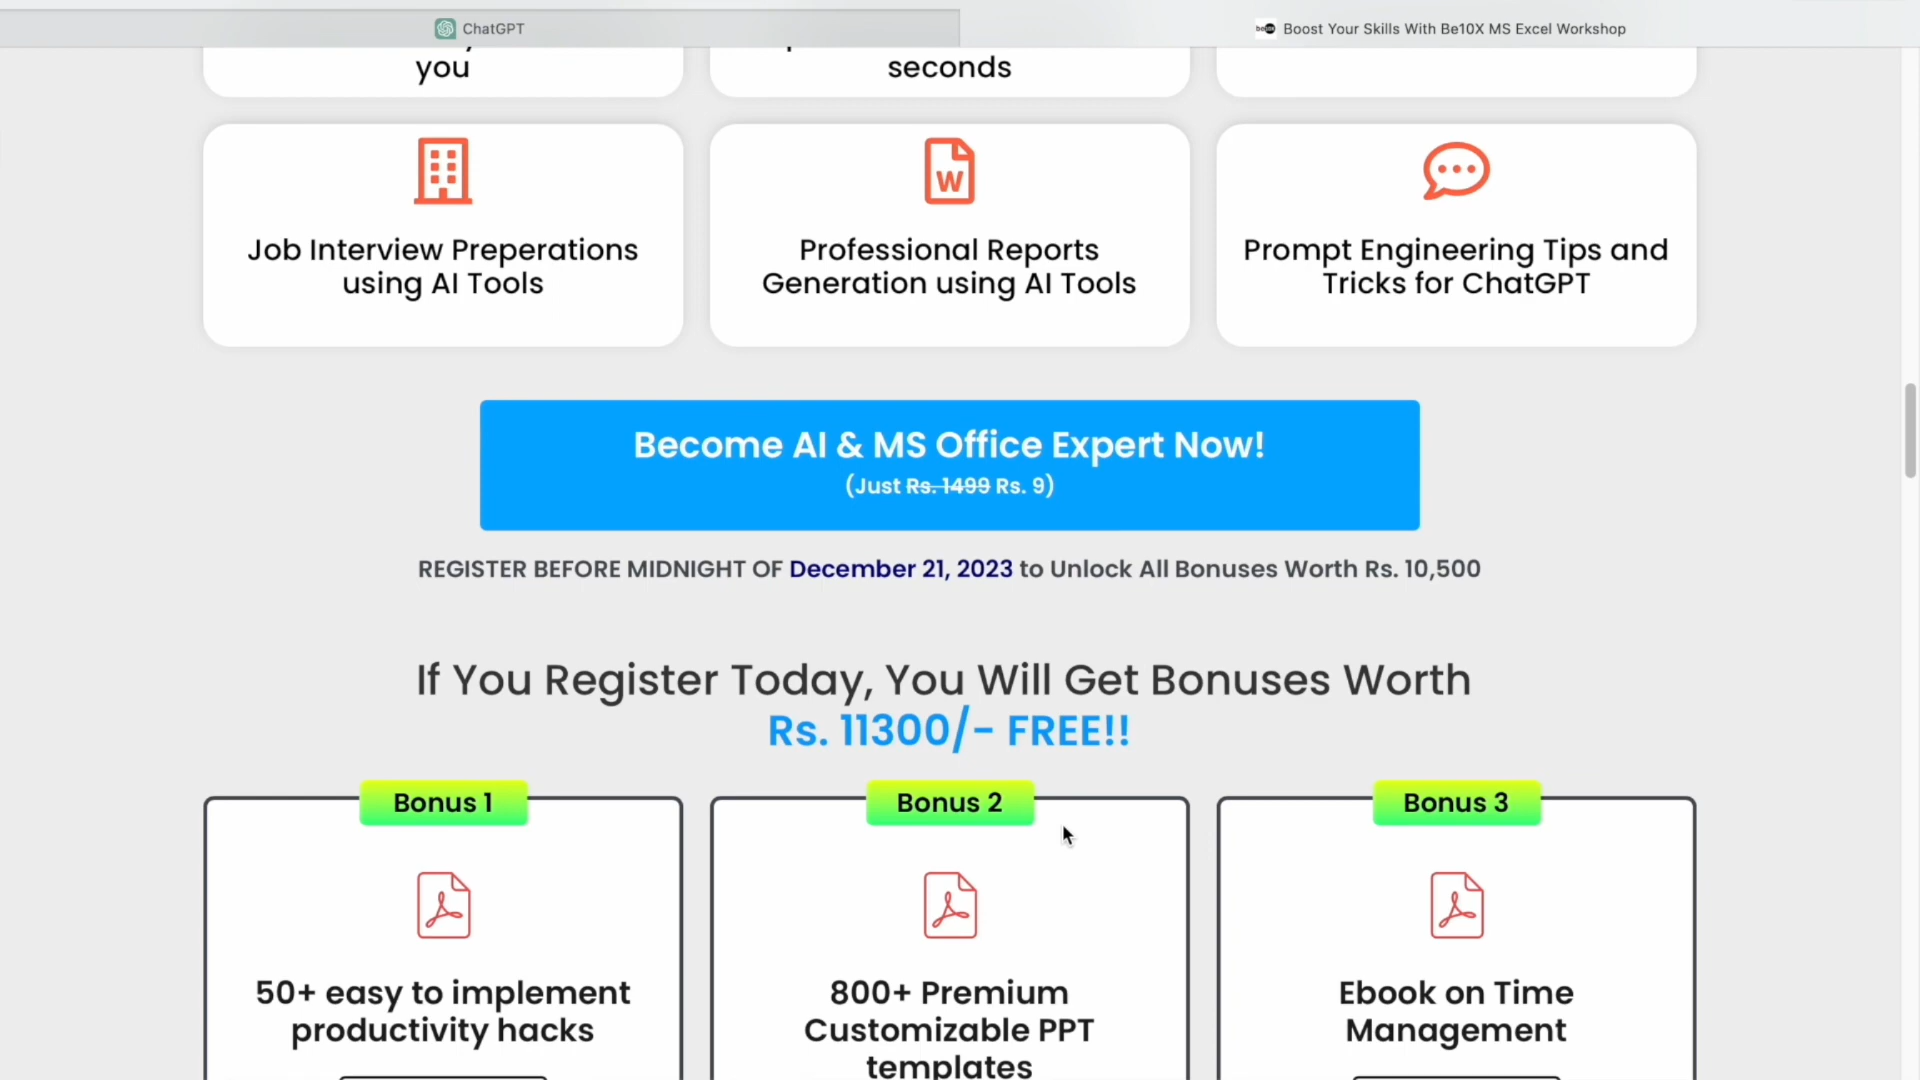 ChatGPT
be10x Boost Your Skills With Be10X MS Excel Workshop
you
seconds
Job Interview Preperations
using AI Tools
W
Professional Reports
Generation using AI Tools
Prompt Engineering Tips and
Tricks for ChatGPT
Become AI & MS Office Expert Now!
(Just Rs. 1499 Rs. 9)
REGISTER BEFORE MIDNIGHT OF December 21, 2023 to Unlock All Bonuses Worth Rs. 10,500
If You Register Today, You Will Get Bonuses Worth
Rs. 11300/- FREE!!
Bonus 1
50+ easy to implement
productivity hacks
Bonus 2
800+ Premium
Customizable PPT
templates
Bonus 3
Ebook on Time
Management